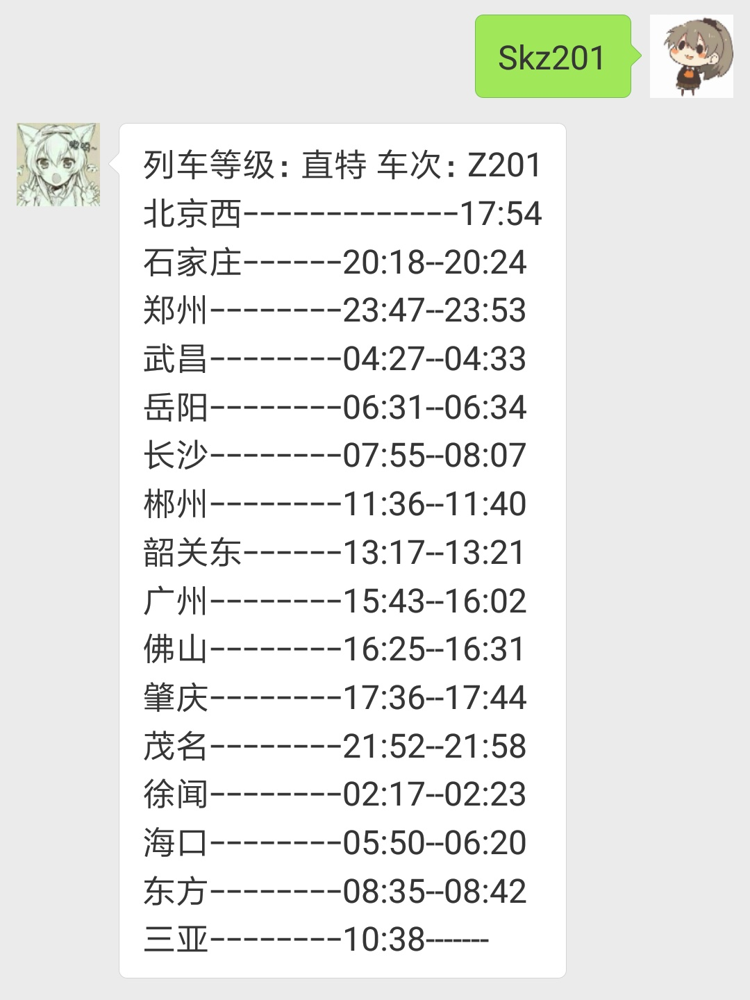 Skz201
列车等级：直特 车次：Z201
北京西-------------17:54
石家庄------20:18--20:24
郑州--------23:47--23:53
武昌--------04:27--04:33
岳阳--------06:31--06:34
长沙--------07:55--08:07
郴州--------11:36--11:40
韶关东------13:17--13:21
广州--------15:43--16:02
佛山--------16:25--16:31
肇庆--------17:36--17:44
茂名--------21:52--21:58
徐闻--------02:17--02:23
海口--------05:50--06:20
东方--------08:35--08:42
三亚--------10:38-------